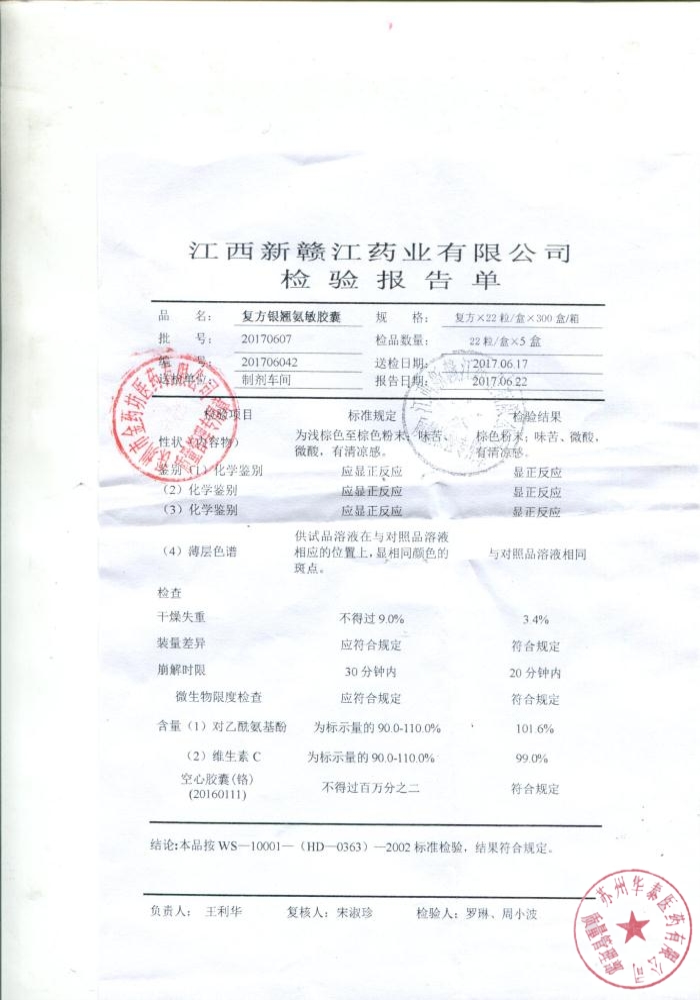 江西新赣江药业有限公司
检验报告单
品 名： 复方银翘氨敏胶囊 规 格： 复方×22粒/盒×300盒/箱
批 号： 20170607 检品数量： 22粒/盒×5盒
编 号： 201706042 送检日期： 2017.06.17
送检单位： 制剂车间 报告日期： 2017.06.22
检验项目 标准规定 检验结果
性状（内容物） 为浅棕色至棕色粉末；味苦、微酸，有清凉感。 棕色粉末；味苦、微酸，有清凉感。
鉴别（1）化学鉴别 应显正反应 显正反应
（2）化学鉴别 应显正反应 显正反应
（3）化学鉴别 应显正反应 显正反应
（4）薄层色谱 供试品溶液在与对照品溶液相应的位置上，显相同颜色的斑点。 与对照品溶液相同
检查
干燥失重 不得过9.0% 3.4%
装量差异 应符合规定 符合规定
崩解时限 30分钟内 20分钟内
微生物限度检查 应符合规定 符合规定
含量（1）对乙酰氨基酚 为标示量的90.0-110.0% 101.6%
（2）维生素C 为标示量的90.0-110.0% 99.0%
空心胶囊（铬）(20160111) 不得过百万分之二 符合规定
结论：本品按WS—10001—（HD—0363）—2002标准检验，结果符合规定。
负责人： 王利华 复核人：宋淑珍 检验人：罗琳、周小波
苏州华泰医药有限公司
质量管理部